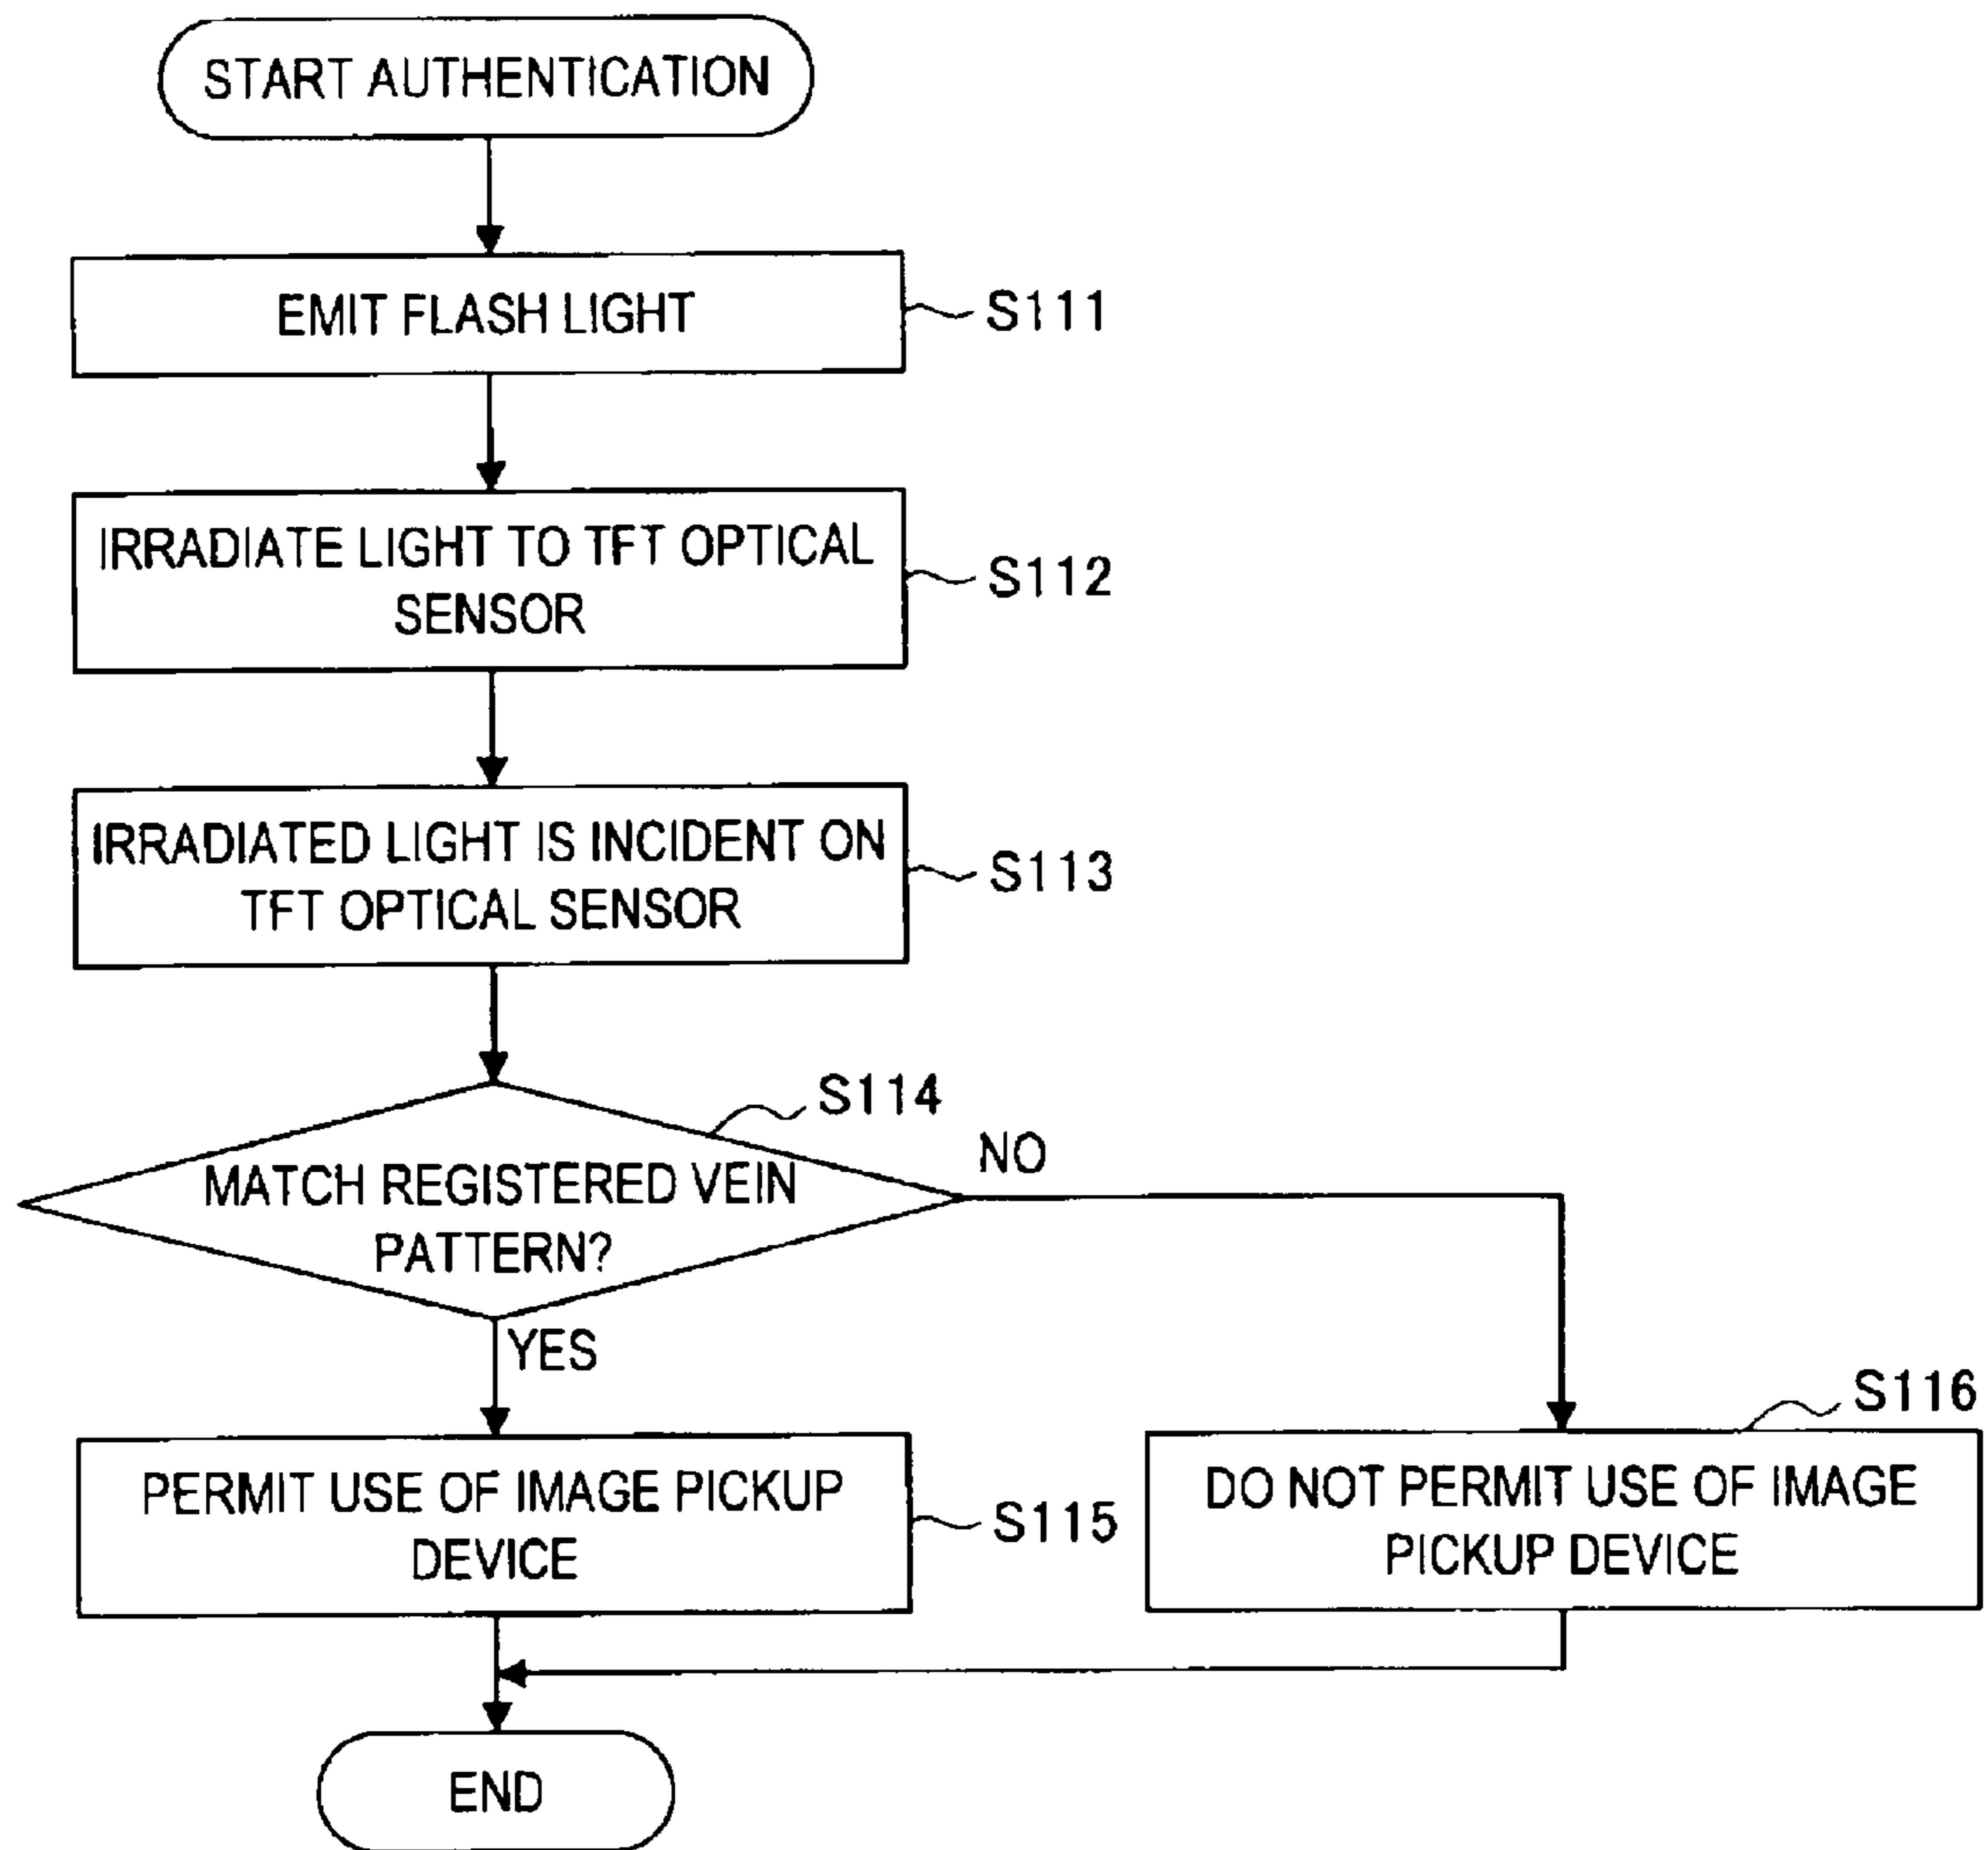 START AUTHENTICATION
EMIT FLASH LIGHT
S111
IRRADIATE LIGHT TO TFT OPTICAL
SENSOR
S112
IRRADIATED LIGHT IS INCIDENT ON
TFT OPTICAL SENSOR
S113
S114
MATCH REGISTERED VEIN
PATTERN?
NO
YES
PERMIT USE OF IMAGE PICKUP
DEVICE
S115
S116
DO NOT PERMIT USE OF IMAGE
PICKUP DEVICE
END